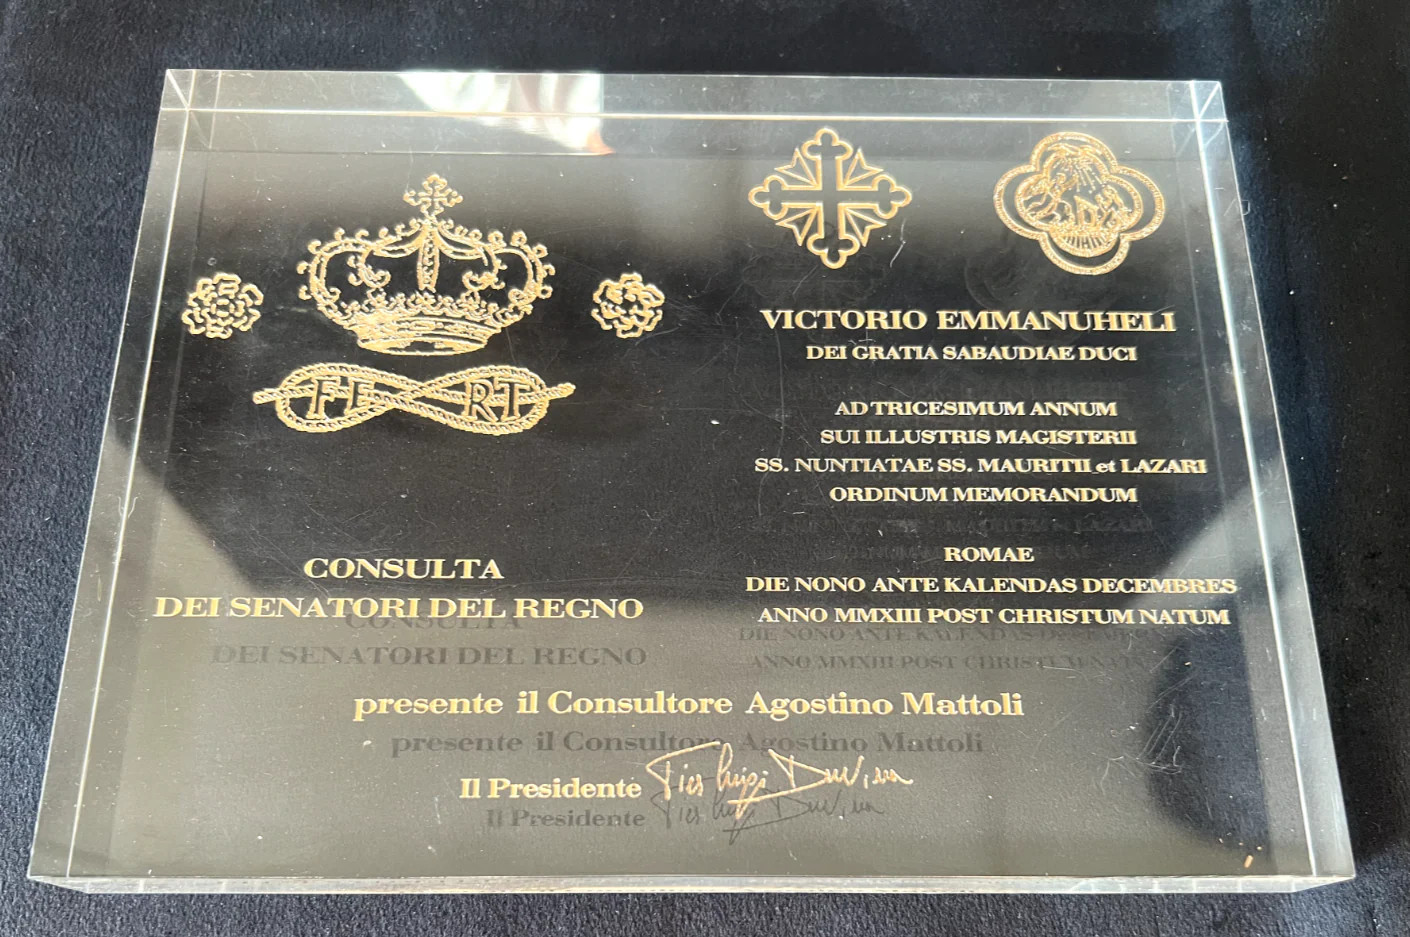 FE RT
CONSULTA
DEI SENATORI DEL REGNO
VICTORIO EMMANUHELI
DEI GRATIA SABAUDIAE DUCI
AD TRICESIMUM ANNUM
SUI ILLUSTRIS MAGISTERII
SS. NUNTIATAE SS. MAURITII et LAZARI
ORDINUM MEMORANDUM
ROMAE
DIE NONO ANTE KALENDAS DECEMBRES
ANNO MMXIII POST CHRISTUM NATUM
presente il Consultore Agostino Mattoli
Il Presidente Pier Luigi